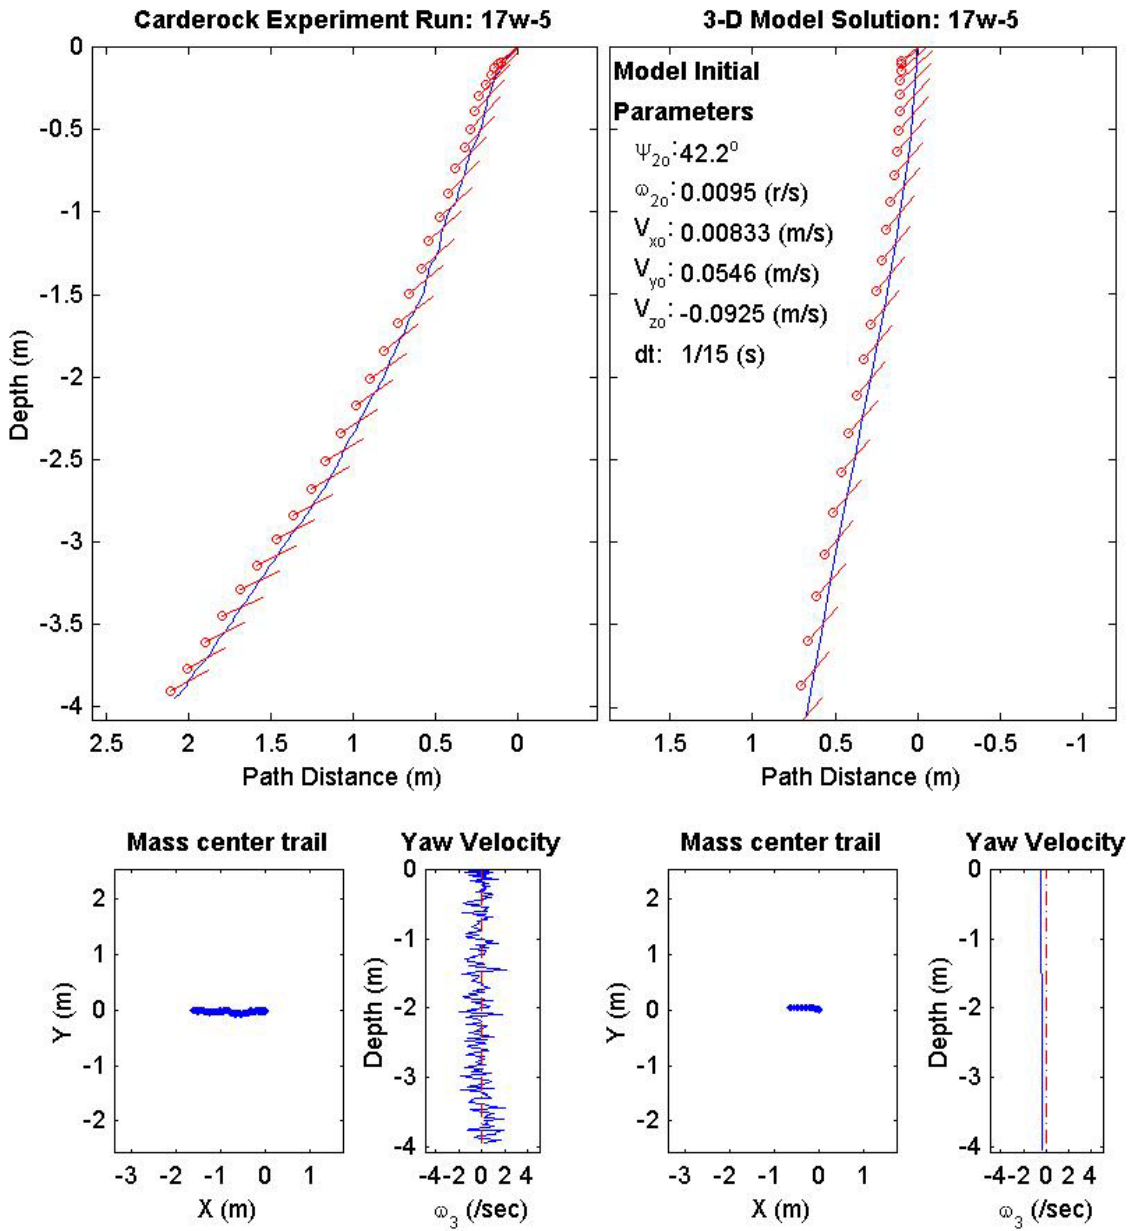 Carderock Experiment Run: 17w-5
0
-0.5
-1
-1.5
-2
-2.5
-3
-3.5
-4
Depth (m)
2.5 2 1.5 1 0.5 0
Path Distance (m)
3-D Model Solution: 17w-5
Model Initial
Parameters
Ψ2o: 42.2o
ω2o: 0.0095 (r/s)
Vxo: 0.00833 (m/s)
Vyo: 0.0546 (m/s)
Vzo: -0.0925 (m/s)
dt: 1/15 (s)
1.5 1 0.5 0 -0.5 -1
Path Distance (m)
Mass center trail
2
1
0
-1
-2
Y (m)
-3 -2 -1 0 1
X (m)
Yaw Velocity
0
-1
-2
-3
-4
Depth (m)
-4 -2 0 2 4
ω3 (/sec)
Mass center trail
2
1
0
-1
-2
Y (m)
-3 -2 -1 0 1
X (m)
Yaw Velocity
0
-1
-2
-3
-4
Depth (m)
-4 -2 0 2 4
ω3 (/sec)